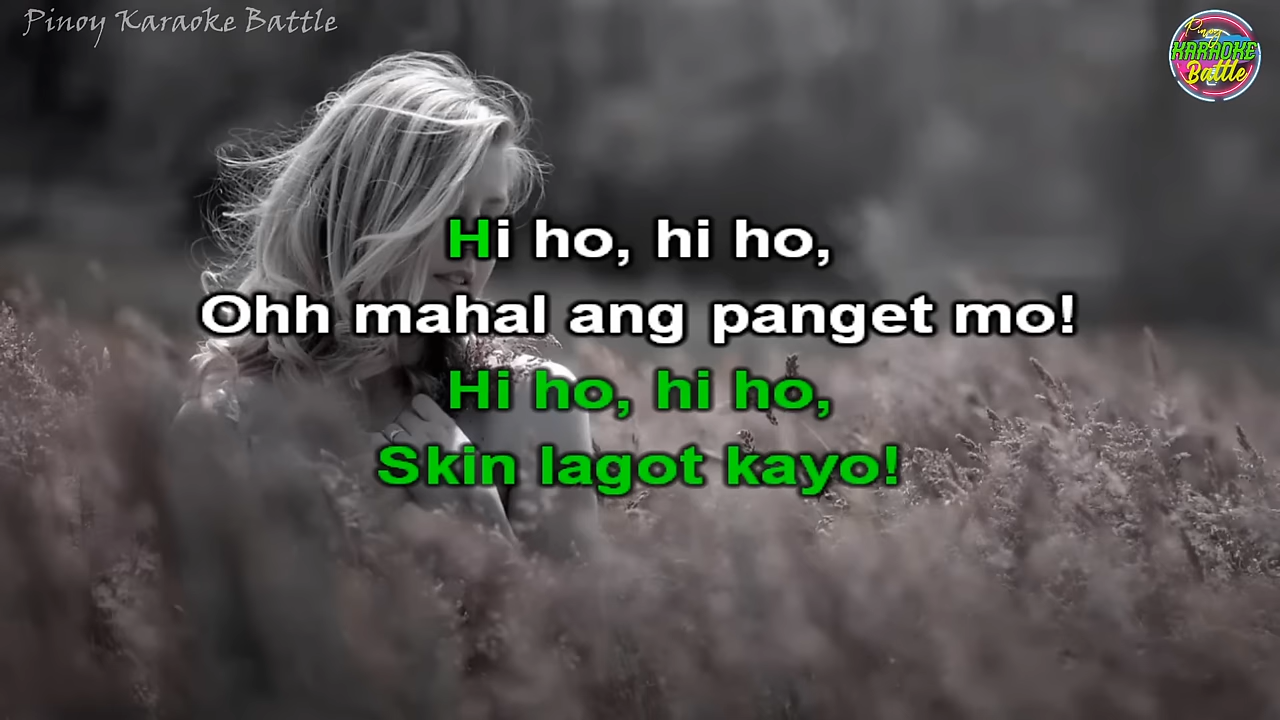 Pinoy Karaoke Battle
Pinoy
KARAOKE
Battle
Hi ho, hi ho,
Ohh mahal ang panget mo!
Hi ho, hi ho,
Skin lagot kayo!